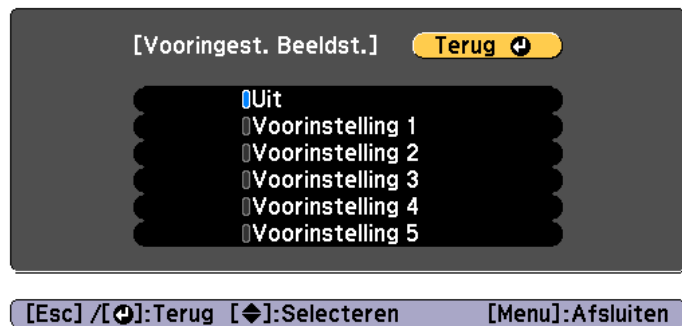 [Vooringest. Beeldst.] Terug
Uit
Voorinstelling 1
Voorinstelling 2
Voorinstelling 3
Voorinstelling 4
Voorinstelling 5
[Esc] /[⏎]:Terug [◆]:Selecteren [Menu]:Afsluiten